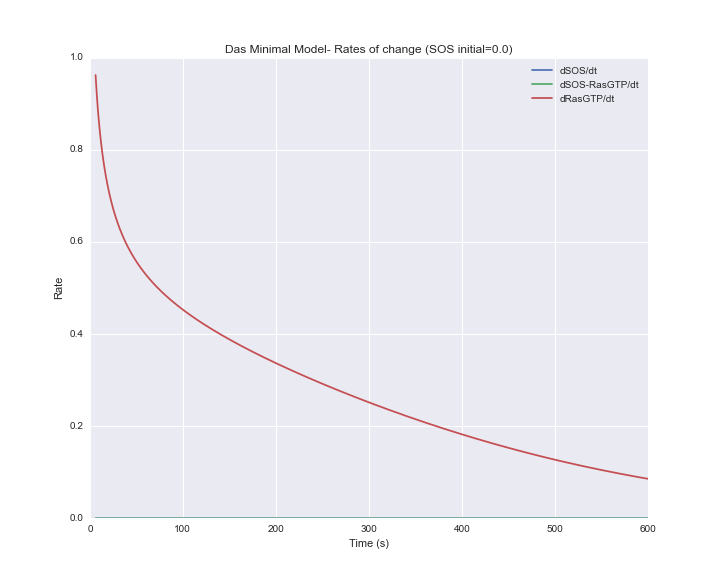 Das Minimal Model- Rates of change (SOS initial=0.0)
1.0
dSOS/dt
dSOS-RasGTP/dt
dRasGTP/dt
0.8
0.6
Rate
0.4
0.2
0.0
0 100 200 300 400 500 600
Time (s)